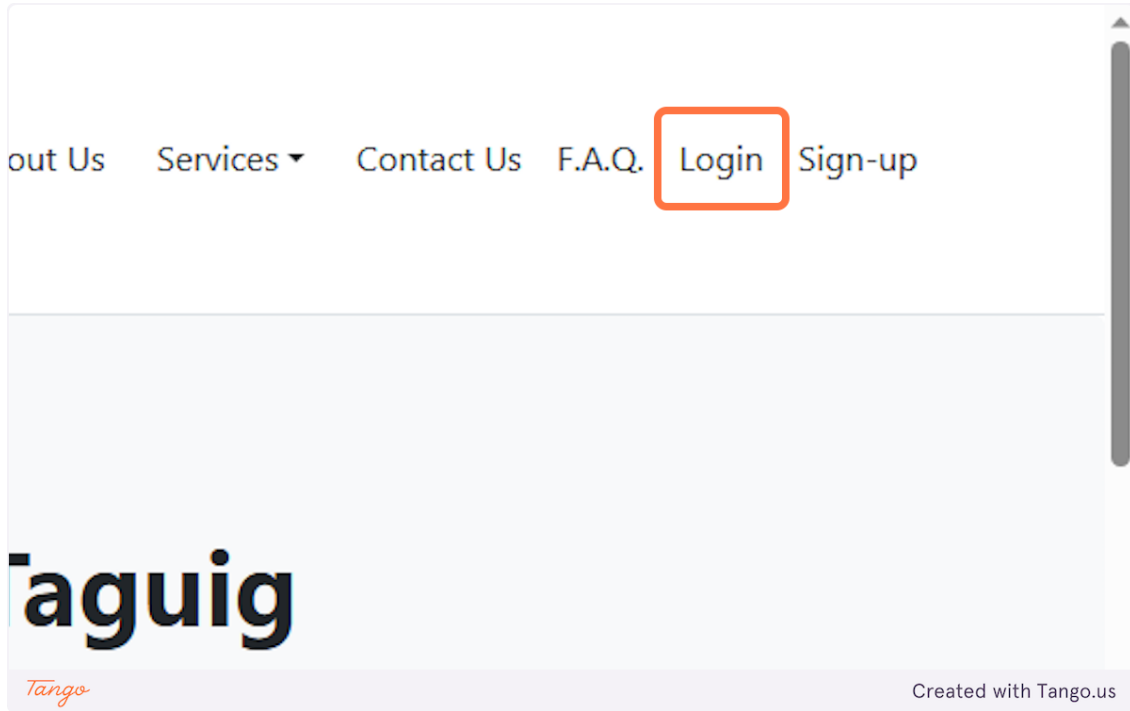 out Us Services Contact Us F.A.Q. Login Sign-up
Taguig
Tango
Created with Tango.us